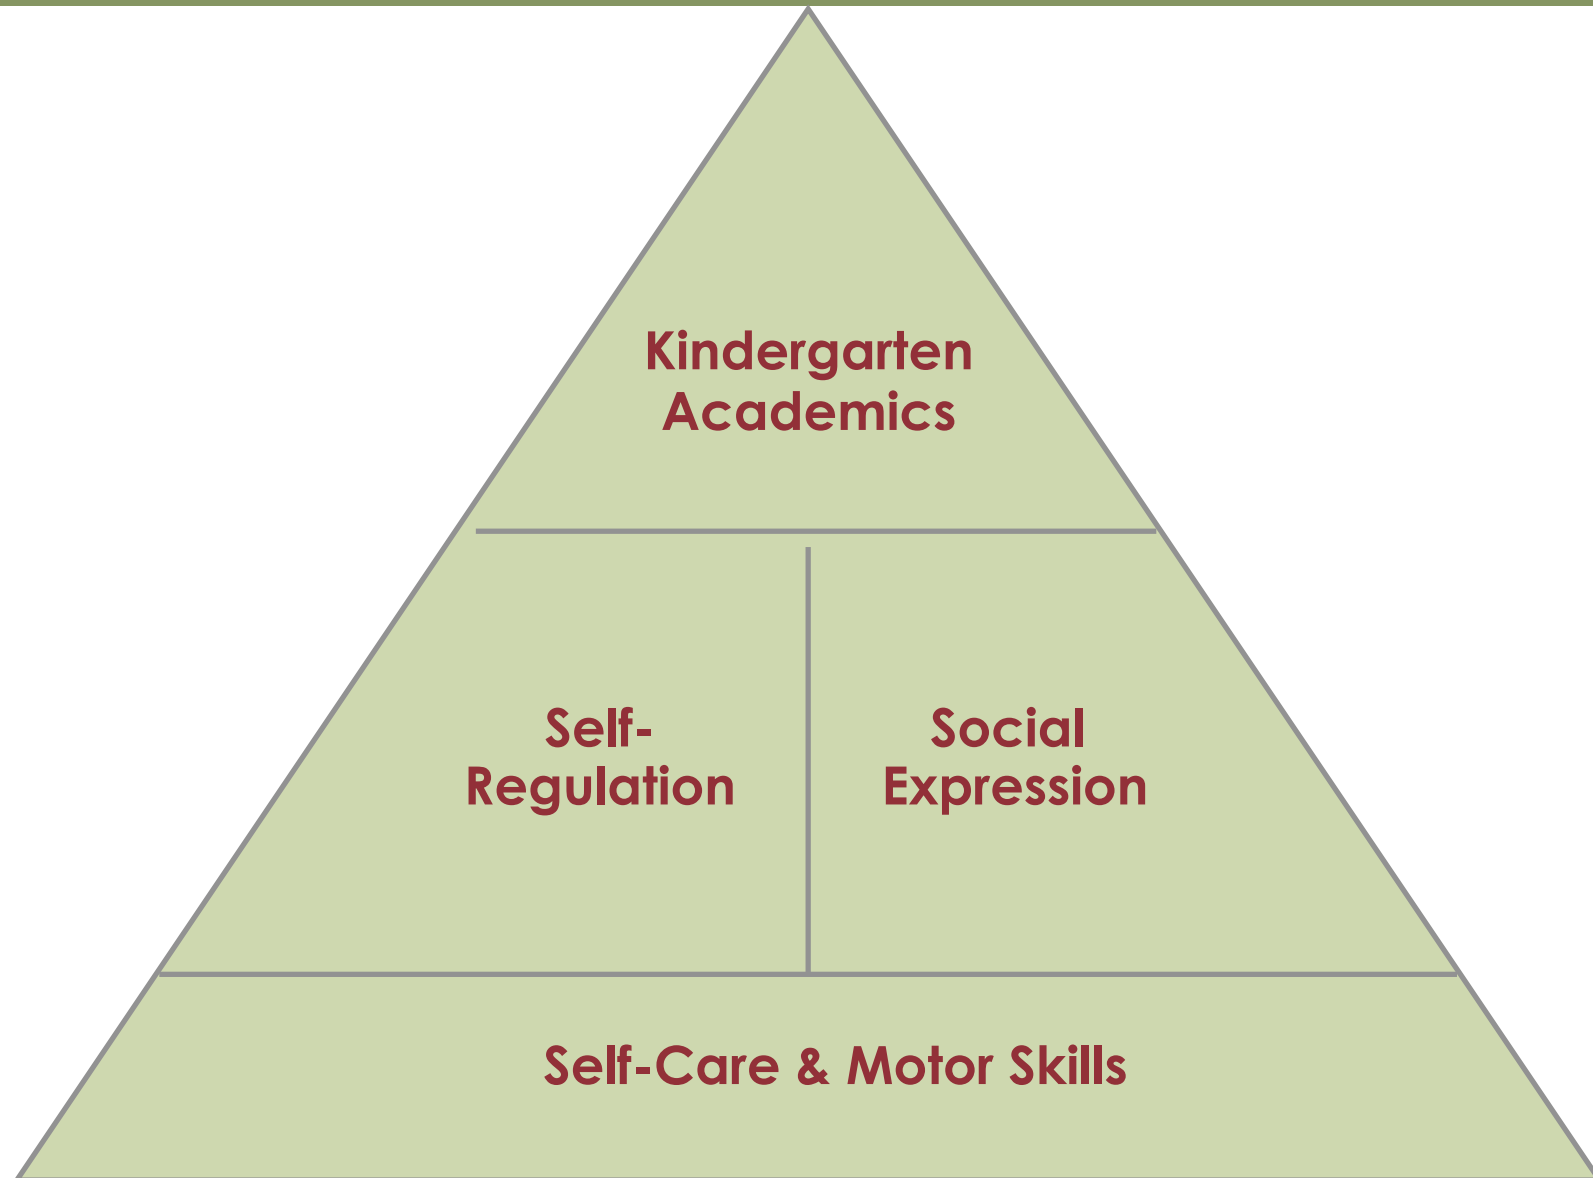 Kindergarten
Academics
Self-
Regulation
Social
Expression
Self-Care & Motor Skills